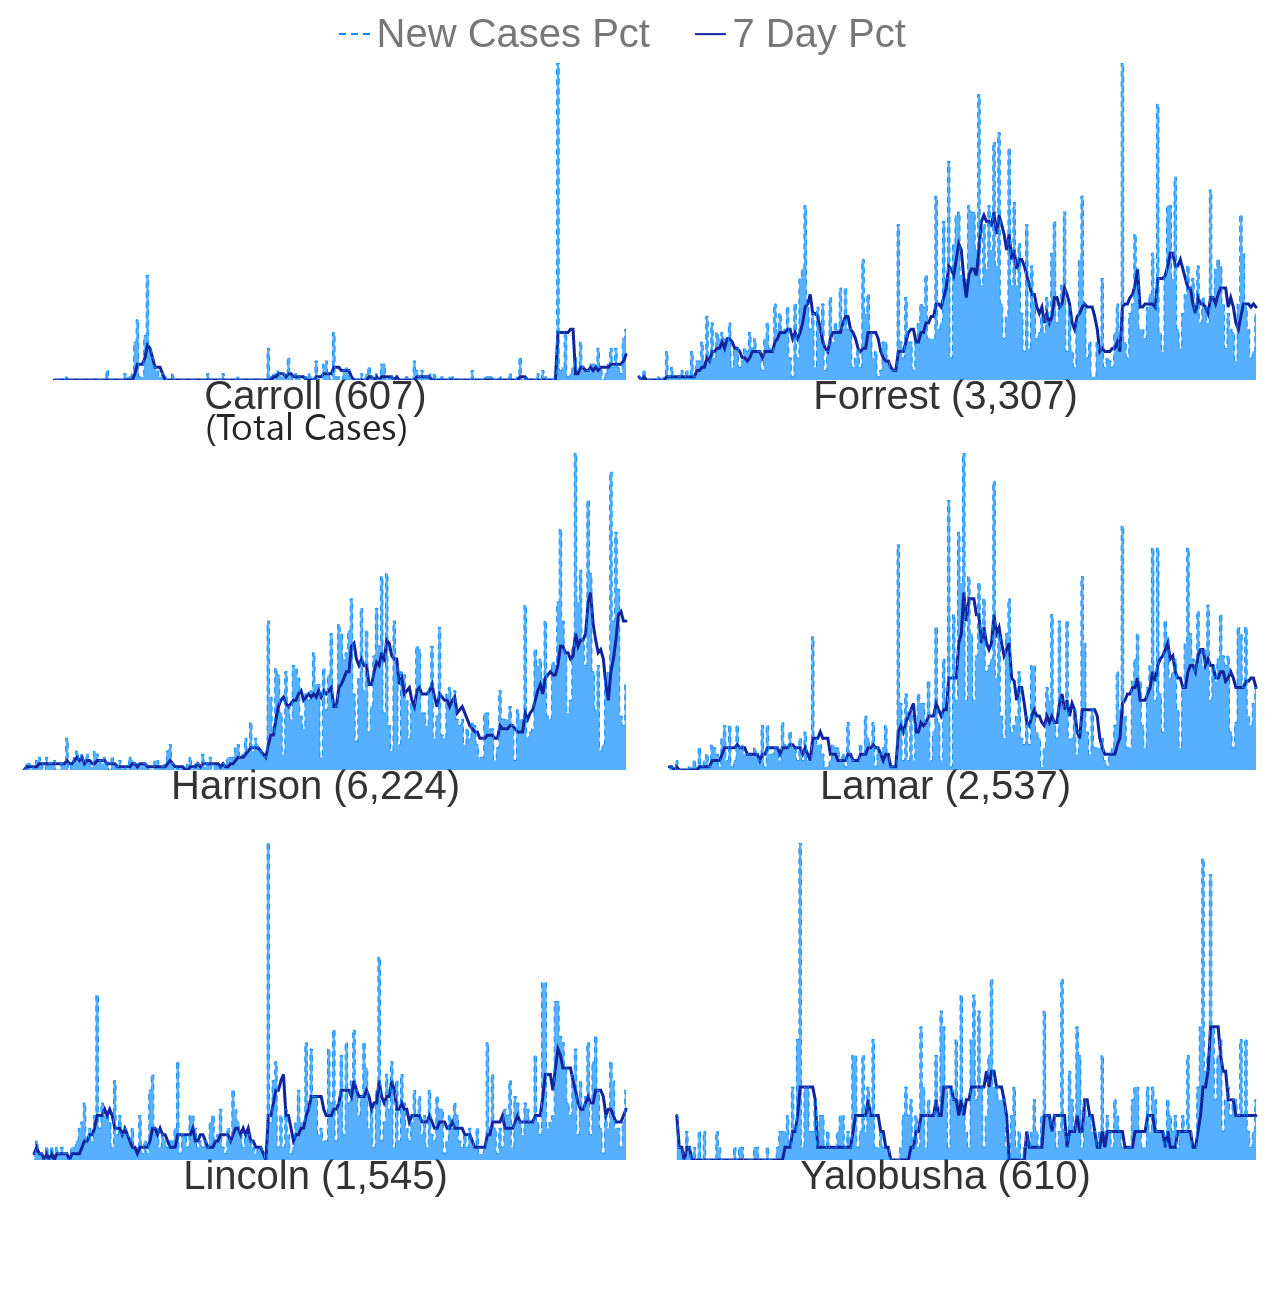 New Cases Pct 7 Day Pct
Carroll (607)
(Total Cases)
Forrest (3,307)
Harrison (6,224)
Lamar (2,537)
Lincoln (1,545)
Yalobusha (610)